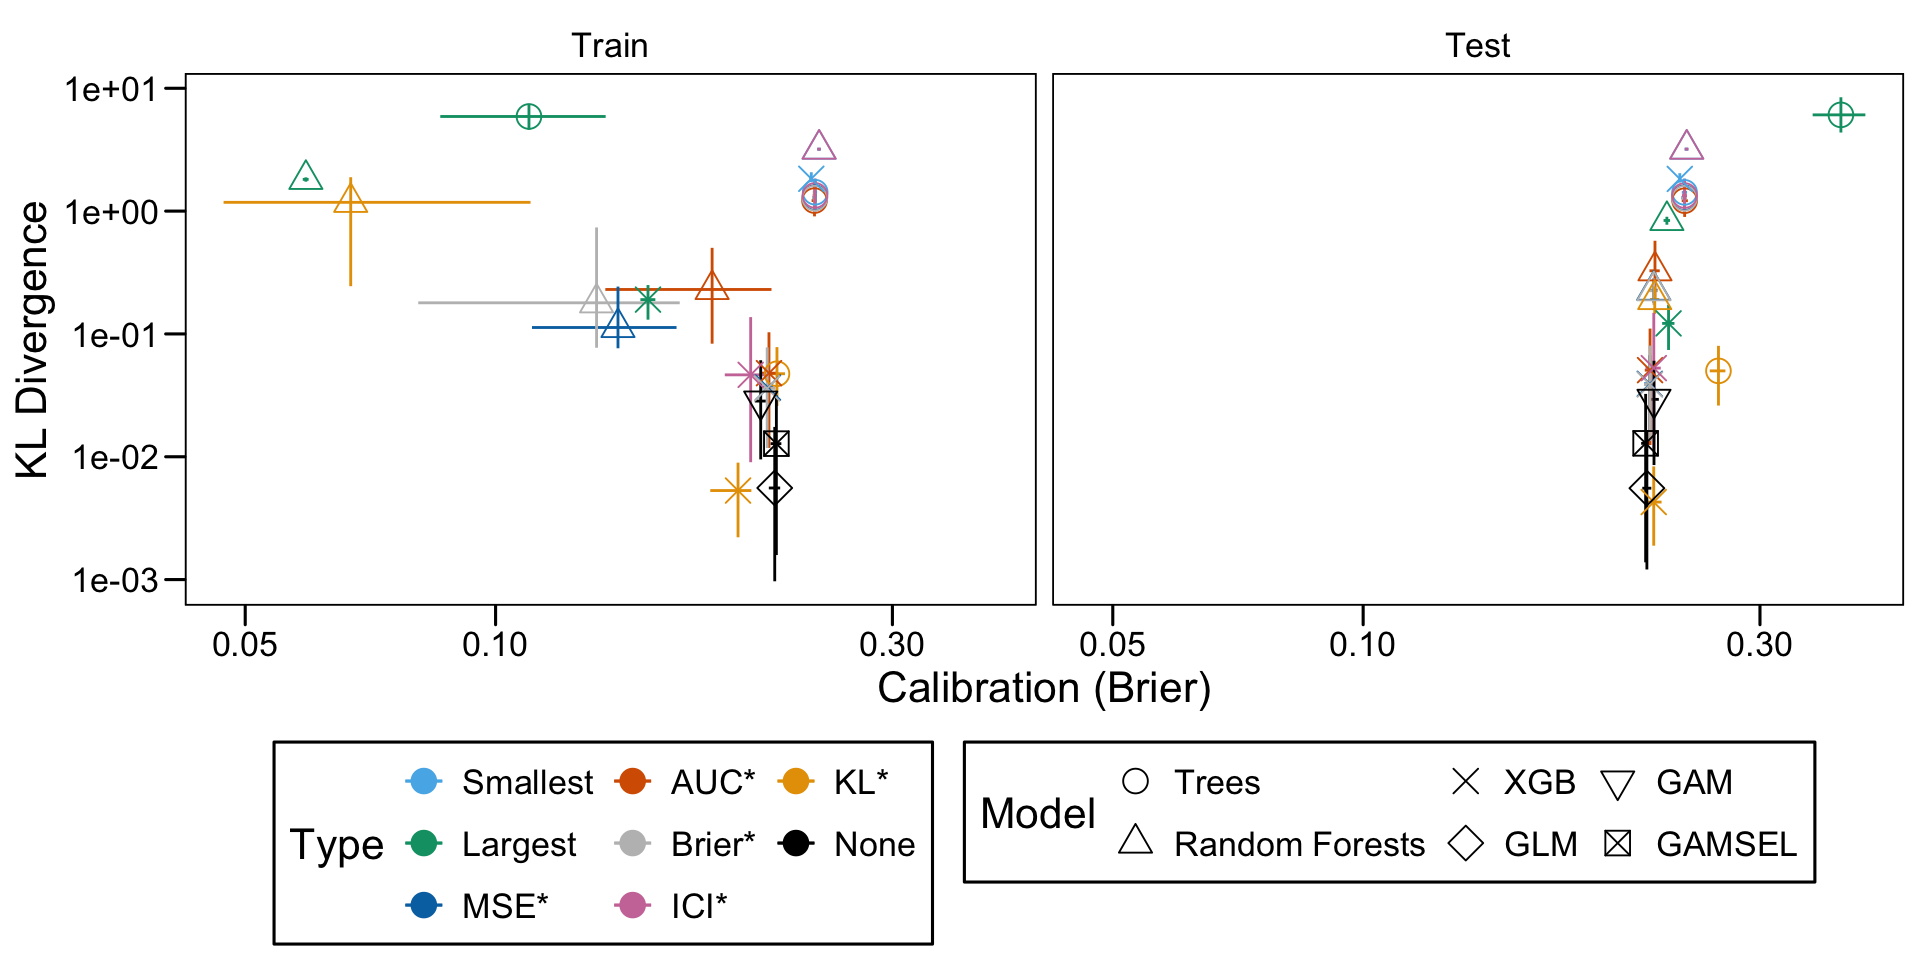 Train
Test
1e+01
1e+00
1e-01
1e-02
1e-03
KL Divergence
0.05 0.10 0.30
0.05 0.10 0.30
Calibration (Brier)
Type
Smallest
Largest
MSE*
AUC*
Brier*
ICI*
KL*
None
Model
Trees
Random Forests
XGB
GLM
GAM
GAMSEL